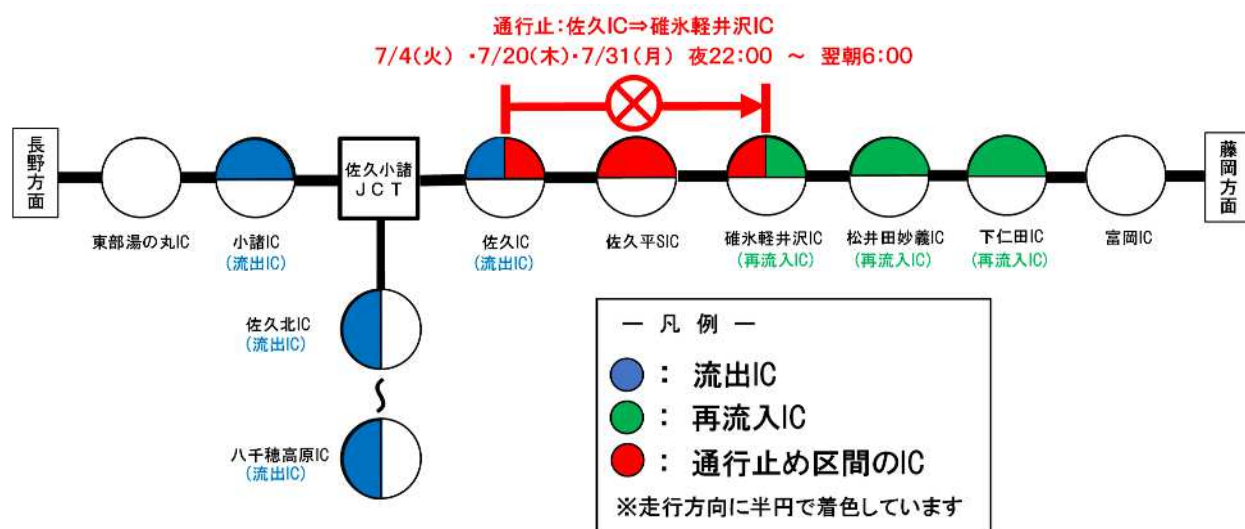 通行止:佐久IC⇒碓氷軽井沢IC
7/4(火) ・7/20(木)・7/31(月) 夜22:00 ～ 翌朝6:00
長野方面
佐久小諸
JCT
藤岡方面
東部湯の丸IC
小諸IC
(流出IC)
佐久IC
(流出IC)
佐久平SIC
碓氷軽井沢IC
(再流入IC)
松井田妙義IC
(再流入IC)
下仁田IC
(再流入IC)
富岡IC
佐久北IC
(流出IC)
～
八千穂高原IC
(流出IC)
― 凡 例 ―
： 流出IC
： 再流入IC
： 通行止め区間のIC
※走行方向に半円で着色しています